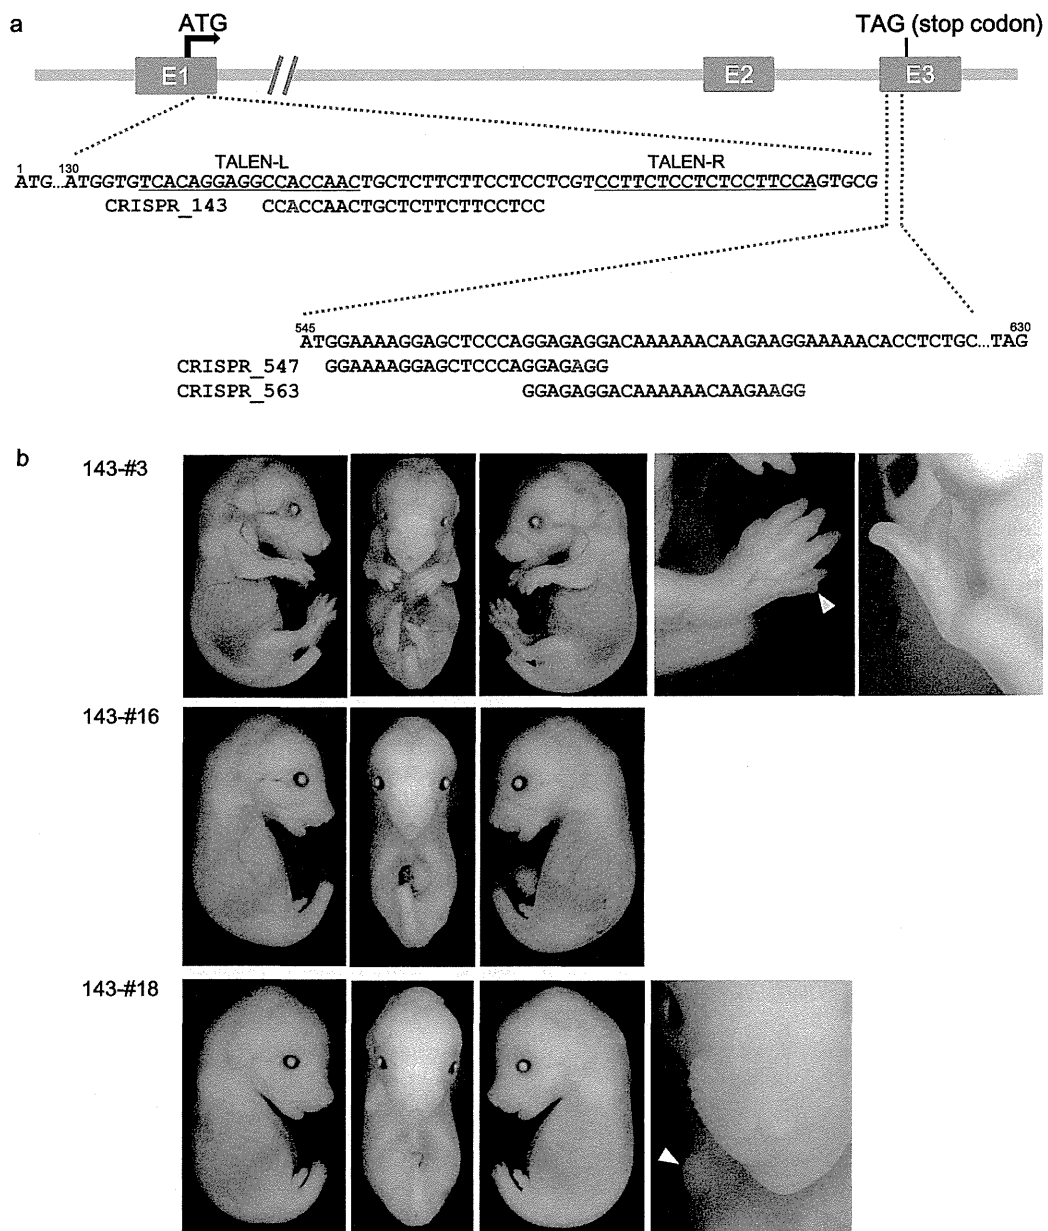 a
ATG
TAG (stop codon)
E1
E2
E3
TALEN-L
TALEN-R
1
130
ATG...ATGGTGTCACAGGAGGCCACCAACTGCTCTTCTTCCTCCTCGTCCTTCTCCTCTCCTTCCAGTGCG
CRISPR_143 CCACCAACTGCTCTTCTTCCTCC
545
630
ATGGAAAAGGAGCTCCCAGGAGAGGACAAAAAACAAGAAGGAAAAACACCTCTGC...TAG
CRISPR_547 GGAAAAGGAGCTCCCAGGAGAGG
CRISPR_563 GGAGAGGACAAAAAACAAGAAGG
b
143-#3
143-#16
143-#18